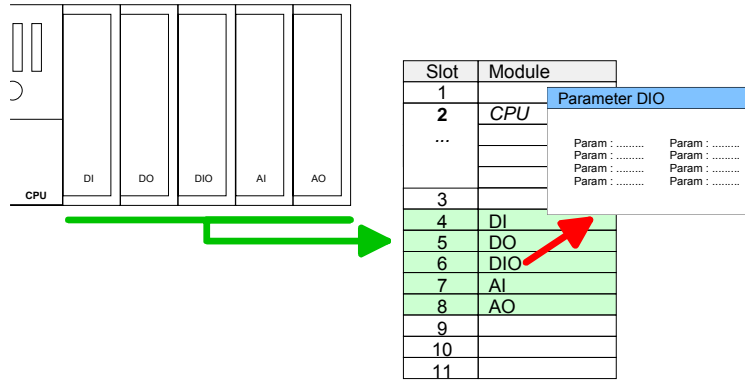 CPU
DI DO DIO AI AO
Slot Module
1
2 CPU
...
3
4 DI
5 DO
6 DIO
7 AI
8 AO
9
10
11
Parameter DIO
Param : ......... Param : .........
Param : ......... Param : .........
Param : ......... Param : .........
Param : ......... Param : .........